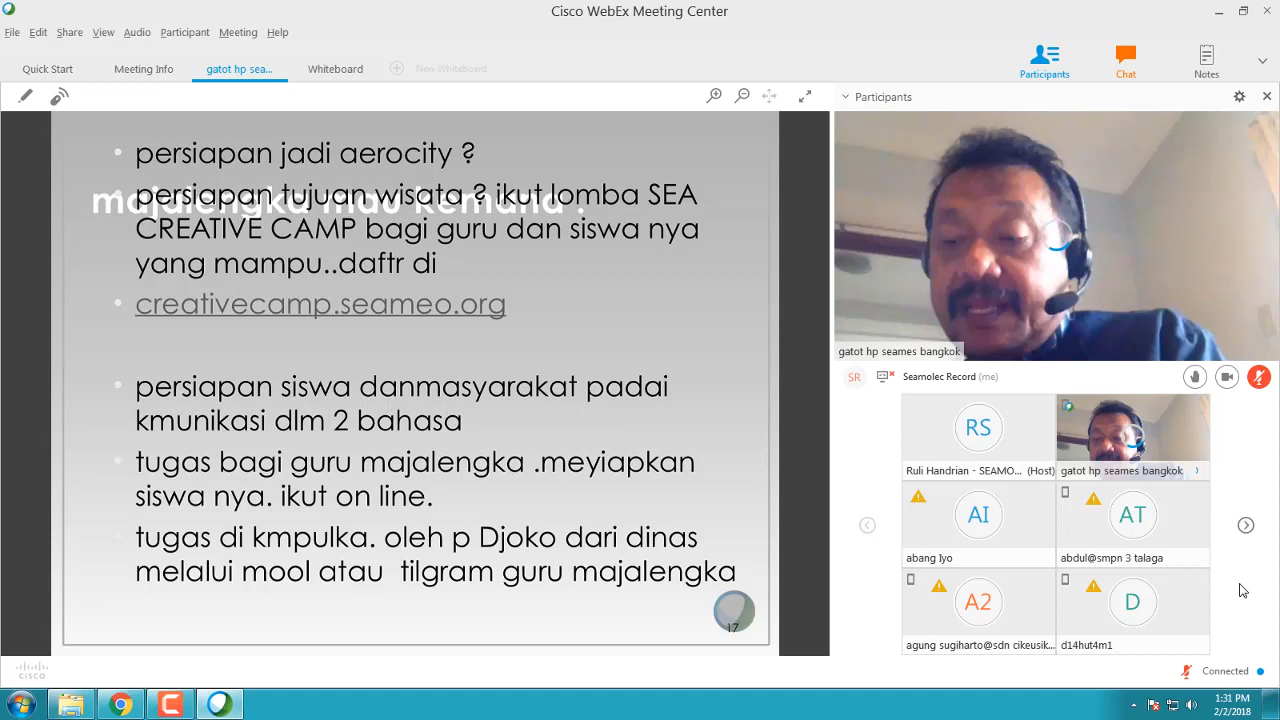 Cisco WebEx Meeting Center
File Edit Share View Audio Participant Meeting Help
Quick Start Meeting Info gatot hp sea... Whiteboard New Whiteboard
Participants Chat Notes
Participants
majalengka mau kemana .
persiapan jadi aerocity ?
persiapan tujuan wisata ? ikut lomba SEA
CREATIVE CAMP bagi guru dan siswa nya
yang mampu..daftr di
creativecamp.seameo.org
persiapan siswa danmasyarakat padai
kmunikasi dlm 2 bahasa
tugas bagi guru majalengka .meyiapkan
siswa nya. ikut on line.
tugas di kmpulka. oleh p Djoko dari dinas
melalui mool atau tilgram guru majalengka
17
gatot hp seames bangkok
SR Seamolec Record (me)
RS
Ruli Handrian - SEAMO... (Host)
gatot hp seames bangkok
AI
abang Iyo
AT
abdul@smpn 3 talaga
A2
agung sugiharto@sdn cikeusik...
D
d14hut4m1
cisco
Connected
1:31 PM
2/2/2018